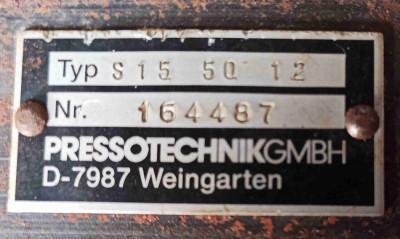 Typ S15 50 12
Nr. 164487
PRESSOTECHNIKGMBH
D-7987 Weingarten